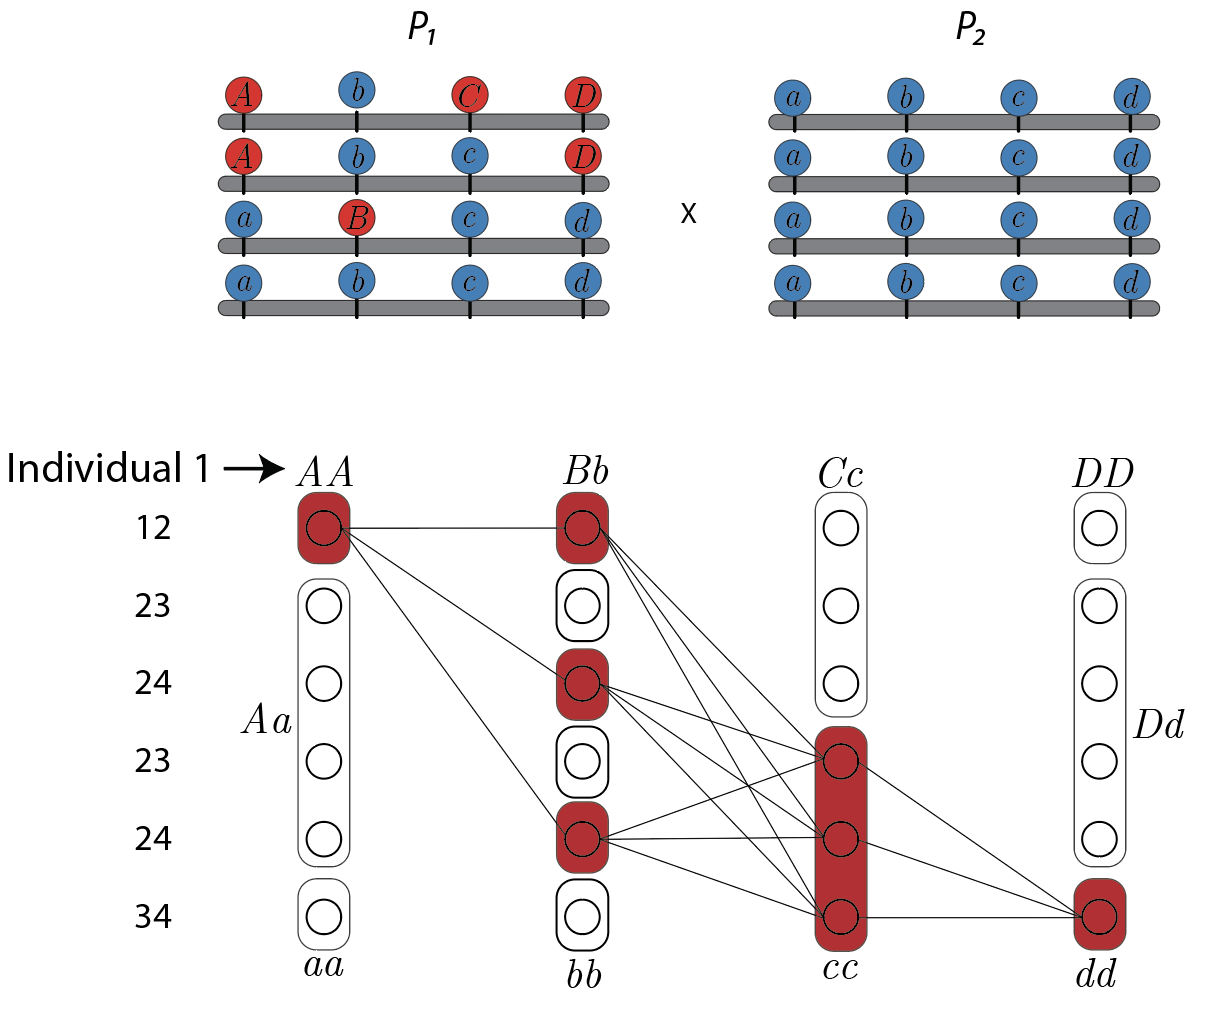 P1 P2
A b C D a b c d
A b c D a b c d
X
a B c d a b c d
a b c d a b c d
Individual 1 AA Bb Cc DD
12
23
24
Aa Dd
23
24
34
aa bb cc dd